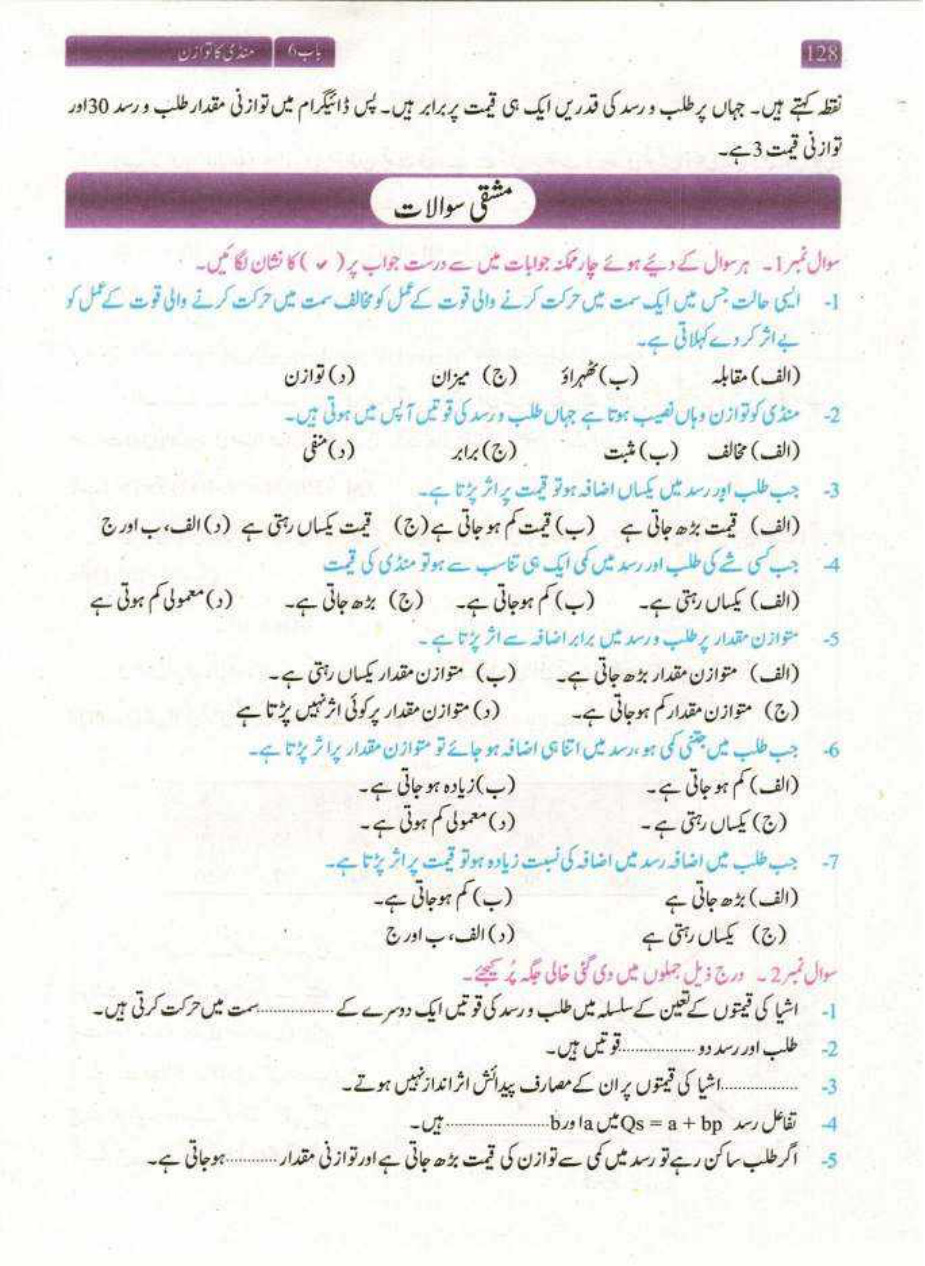 128
باب 6 منڈی کا توازن
نقطہ کہتے ہیں۔ جہاں پر طلب و رسد کی قدریں ایک ہی قیمت پر برابر ہیں۔ پس ڈائیگرام میں توازنی مقدار طلب و رسد 30 اور
توازنی قیمت 3 ہے۔
مشقی سوالات
سوال نمبر 1۔ ہر سوال کے دیئے ہوئے چار ممکنہ جوابات میں سے درست جواب پر ( ✓ ) کا نشان لگائیں۔
1- ایسی حالت جس میں ایک سمت میں حرکت کرنے والی قوت کے عمل کو مخالف سمت میں حرکت کرنے والی قوت کے عمل کو
بے اثر کر دے کہلاتی ہے۔
(الف) مقابلہ (ب) ٹھہراؤ (ج) میزان (د) توازن
2- منڈی کو توازن وہاں نصیب ہوتا ہے جہاں طلب و رسد کی قوتیں آپس میں ہوتی ہیں۔
(الف) مخالف (ب) مثبت (ج) برابر (د) منفی
3- جب طلب اور رسد میں یکساں اضافہ ہو تو قیمت پر اثر پڑتا ہے۔
(الف) قیمت بڑھ جاتی ہے (ب) قیمت کم ہو جاتی ہے (ج) قیمت یکساں رہتی ہے (د) الف، ب اور ج
4- جب کسی شے کی طلب اور رسد میں کمی ایک ہی تناسب سے ہو تو منڈی کی قیمت
(الف) یکساں رہتی ہے۔ (ب) کم ہو جاتی ہے۔ (ج) بڑھ جاتی ہے۔ (د) معمولی کم ہوتی ہے
5- متوازن مقدار پر طلب و رسد میں برابر اضافہ سے اثر پڑتا ہے۔
(الف) متوازن مقدار بڑھ جاتی ہے۔ (ب) متوازن مقدار یکساں رہتی ہے۔
(ج) متوازن مقدار کم ہو جاتی ہے۔ (د) متوازن مقدار پر کوئی اثر نہیں پڑتا ہے
6- جب طلب میں جتنی کمی ہو، رسد میں اتنا ہی اضافہ ہو جائے تو متوازن مقدار پر اثر پڑتا ہے۔
(الف) کم ہو جاتی ہے۔ (ب) زیادہ ہو جاتی ہے۔
(ج) یکساں رہتی ہے۔ (د) معمولی کم ہوتی ہے۔
7- جب طلب میں اضافہ رسد میں اضافہ کی نسبت زیادہ ہو تو قیمت پر اثر پڑتا ہے۔
(الف) بڑھ جاتی ہے (ب) کم ہو جاتی ہے۔
(ج) یکساں رہتی ہے (د) الف، ب اور ج
سوال نمبر 2۔ درج ذیل جملوں میں دی گئی خالی جگہ پُر کیجئے۔
1- اشیا کی قیمتوں کے تعین کے سلسلہ میں طلب و رسد کی قوتیں ایک دوسرے کے ................ سمت میں حرکت کرتی ہیں۔
2- طلب اور رسد دو ................ قوتیں ہیں۔
3- ................ اشیا کی قیمتوں پر ان کے مصارف پیدائش اثر انداز نہیں ہوتے۔
4- تفاعل رسد Qs = a + bp میں a اور b ...................... ہیں۔
5- اگر طلب ساکن رہے تو رسد میں کمی سے توازن کی قیمت بڑھ جاتی ہے اور توازنی مقدار ............ ہو جاتی ہے۔